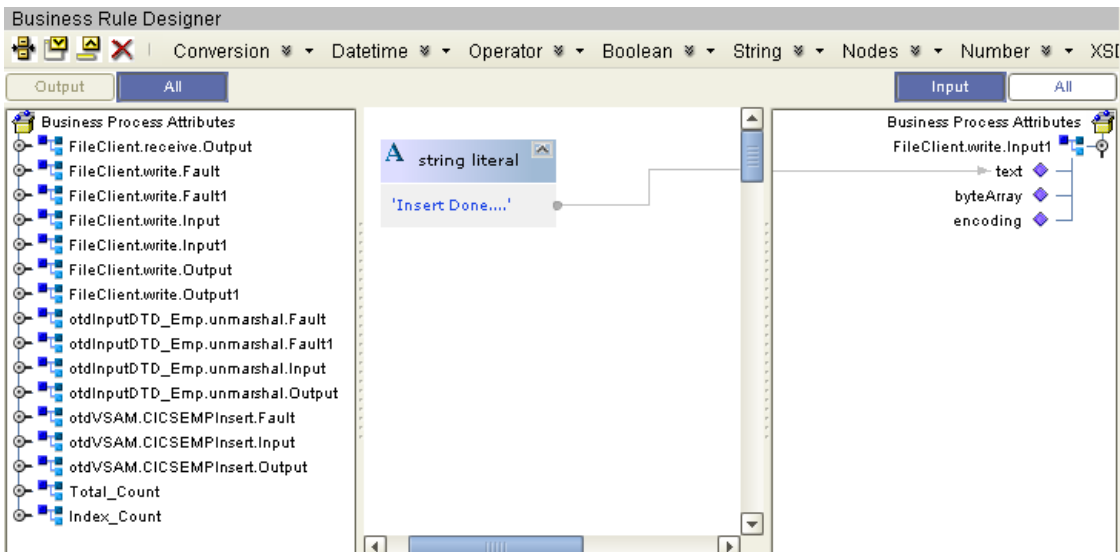 Business Rule Designer
Conversion Datetime Operator Boolean String Nodes Number
Output All Input All
Business Process Attributes
FileClient.receive.Output
FileClient.write.Fault
FileClient.write.Fault1
FileClient.write.Input
FileClient.write.Input1
FileClient.write.Output
FileClient.write.Output1
otdInputDTD_Emp.unmarshal.Fault
otdInputDTD_Emp.unmarshal.Fault1
otdInputDTD_Emp.unmarshal.Input
otdInputDTD_Emp.unmarshal.Output
otdVSAM.CICSEMPInsert.Fault
otdVSAM.CICSEMPInsert.Input
otdVSAM.CICSEMPInsert.Output
Total_Count
Index_Count
A string literal
'Insert Done....'
Business Process Attributes
FileClient.write.Input1
text
byteArray
encoding